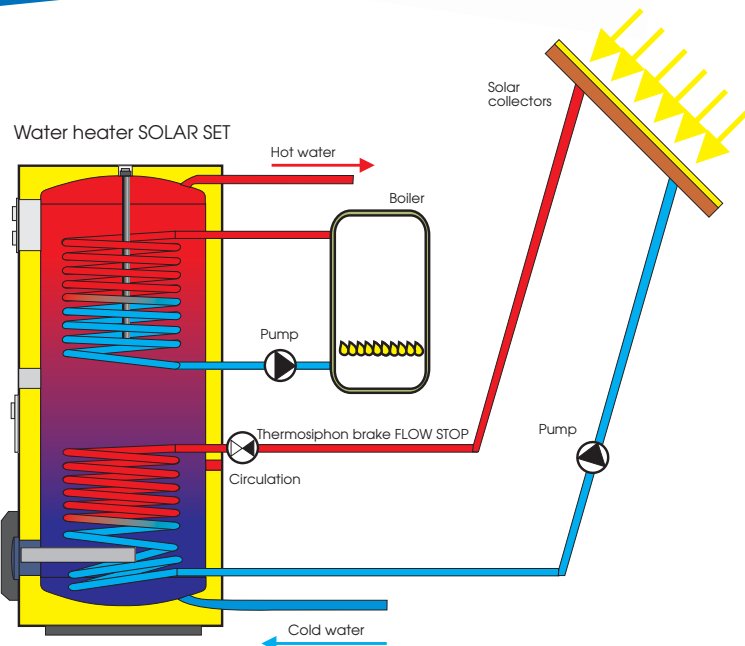 Solar
collectors
Water heater SOLAR SET
Hot water
Boiler
Pump
Thermosiphon brake FLOW STOP
Pump
Circulation
Cold water